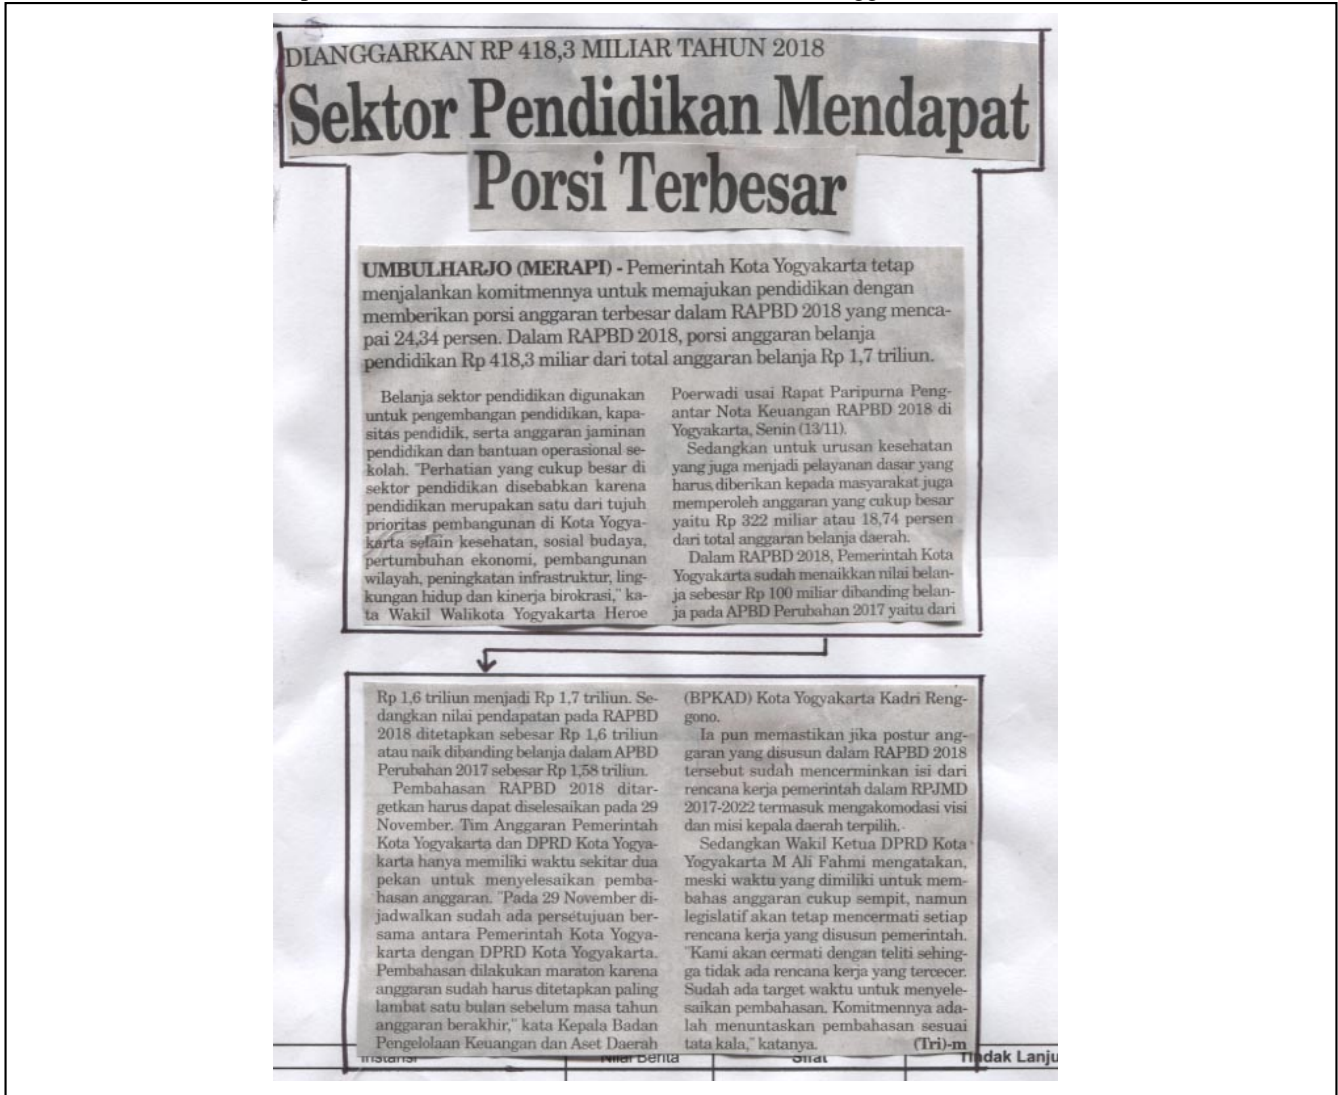 DIANGGARKAN RP 418,3 MILIAR TAHUN 2018
Sektor Pendidikan Mendapat
Porsi Terbesar
UMBULHARJO (MERAPI) - Pemerintah Kota Yogyakarta tetap
menjalankan komitmennya untuk memajukan pendidikan dengan
memberikan porsi anggaran terbesar dalam RAPBD 2018 yang menca-
pai 24,34 persen. Dalam RAPBD 2018, porsi anggaran belanja
pendidikan Rp 418,3 miliar dari total anggaran belanja Rp 1,7 triliun.
Belanja sektor pendidikan digunakan
untuk pengembangan pendidikan, kapa-
sitas pendidik, serta anggaran jaminan
pendidikan dan bantuan operasional se-
kolah. "Perhatian yang cukup besar di
sektor pendidikan disebabkan karena
pendidikan merupakan satu dari tujuh
prioritas pembangunan di Kota Yogya-
karta selain kesehatan, sosial budaya,
pertumbuhan ekonomi, pembangunan
wilayah, peningkatan infrastruktur, ling-
kungan hidup dan kinerja birokrasi," ka-
ta Wakil Walikota Yogyakarta Heroe
Poerwadi usai Rapat Paripurna Peng-
antar Nota Keuangan RAPBD 2018 di
Yogyakarta, Senin (13/11).
Sedangkan untuk urusan kesehatan
yang juga menjadi pelayanan dasar yang
harus diberikan kepada masyarakat juga
memperoleh anggaran yang cukup besar
yaitu Rp 322 miliar atau 18,74 persen
dari total anggaran belanja daerah.
Dalam RAPBD 2018, Pemerintah Kota
Yogyakarta sudah menaikkan nilai belan-
ja sebesar Rp 100 miliar dibanding belan-
ja pada APBD Perubahan 2017 yaitu dari
Rp 1,6 triliun menjadi Rp 1,7 triliun. Se-
dangkan nilai pendapatan pada RAPBD
2018 ditetapkan sebesar Rp 1,6 triliun
atau naik dibanding belanja dalam APBD
Perubahan 2017 sebesar Rp 1,58 triliun.
Pembahasan RAPBD 2018 ditar-
getkan harus dapat diselesaikan pada 29
November. Tim Anggaran Pemerintah
Kota Yogyakarta dan DPRD Kota Yogya-
karta hanya memiliki waktu sekitar dua
pekan untuk menyelesaikan pemba-
hasan anggaran. "Pada 29 November di-
jadwalkan sudah ada persetujuan ber-
sama antara Pemerintah Kota Yogya-
karta dengan DPRD Kota Yogyakarta.
Pembahasan dilakukan maraton karena
anggaran sudah harus ditetapkan paling
lambat satu bulan sebelum masa tahun
anggaran berakhir," kata Kepala Badan
Pengelolaan Keuangan dan Aset Daerah
(BPKAD) Kota Yogyakarta Kadri Reng-
gono.
Ia pun memastikan jika postur ang-
garan yang disusun dalam RAPBD 2018
tersebut sudah mencerminkan isi dari
rencana kerja pemerintah dalam RPJMD
2017-2022 termasuk mengakomodasi visi
dan misi kepala daerah terpilih.
Sedangkan Wakil Ketua DPRD Kota
Yogyakarta M Ali Fahmi mengatakan,
meski waktu yang dimiliki untuk mem-
bahas anggaran cukup sempit, namun
legislatif akan tetap mencermati setiap
rencana kerja yang disusun pemerintah.
"Kami akan cermati dengan teliti sehing-
ga tidak ada rencana kerja yang tercecer.
Sudah ada target waktu untuk menyele-
saikan pembahasan. Komitmennya ada-
lah menuntaskan pembahasan sesuai
tata kala," katanya. (Tri)-m
Instansi Nilai Berita Sifat Tindak Lanju